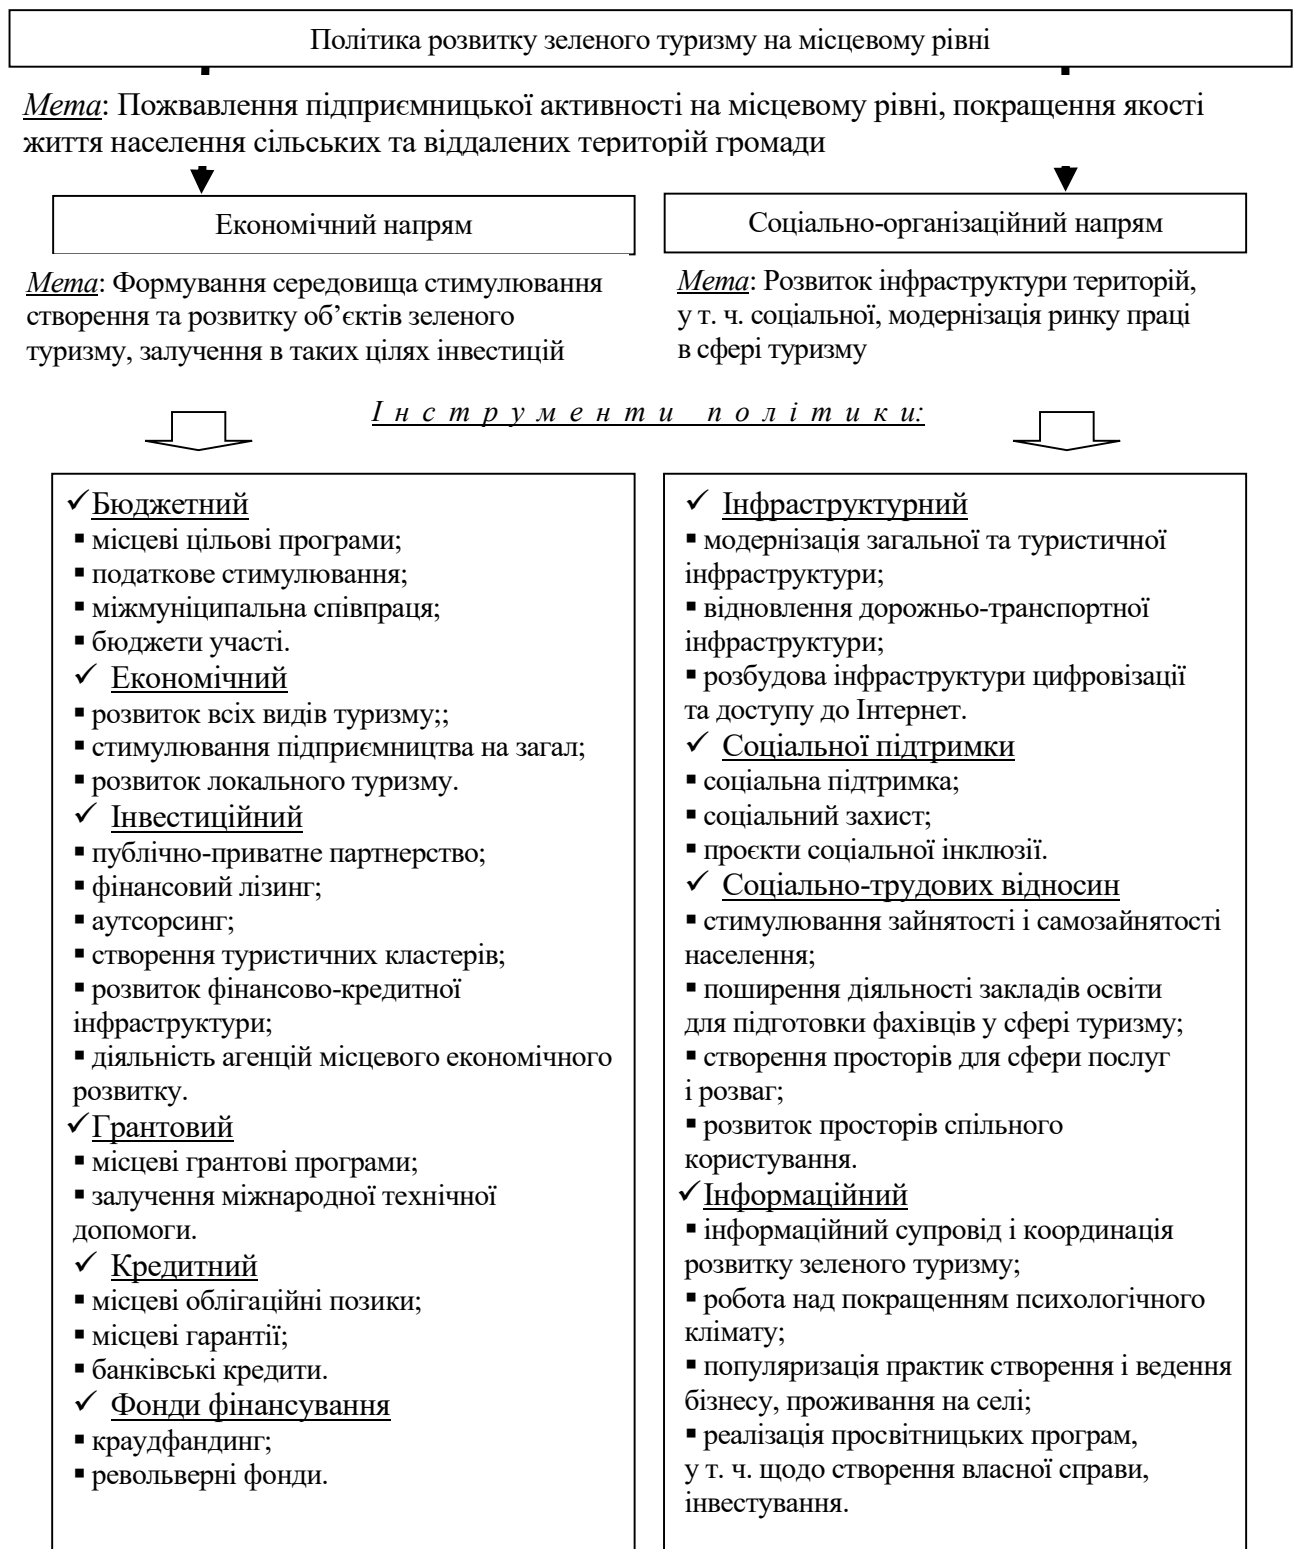 Політика розвитку зеленого туризму на місцевому рівні
Мета: Пожвавлення підприємницької активності на місцевому рівні, покращення якості
життя населення сільських та віддалених територій громади
Економічний напрям
Мета: Формування середовища стимулювання
створення та розвитку об’єктів зеленого
туризму, залучення в таких цілях інвестицій
Соціально-організаційний напрям
Мета: Розвиток інфраструктури територій,
у т. ч. соціальної, модернізація ринку праці
в сфері туризму
Інструменти політики:
✓Бюджетний
▪ місцеві цільові програми;
▪ податкове стимулювання;
▪ міжмуніципальна співпраця;
▪ бюджети участі.
✓ Економічний
▪ розвиток всіх видів туризму;;
▪ стимулювання підприємництва на загал;
▪ розвиток локального туризму.
✓ Інвестиційний
▪ публічно-приватне партнерство;
▪ фінансовий лізинг;
▪ аутсорсинг;
▪ створення туристичних кластерів;
▪ розвиток фінансово-кредитної
інфраструктури;
▪ діяльність агенцій місцевого економічного
розвитку.
✓Грантовий
▪ місцеві грантові програми;
▪ залучення міжнародної технічної
допомоги.
✓ Кредитний
▪ місцеві облігаційні позики;
▪ місцеві гарантії;
▪ банківські кредити.
✓ Фонди фінансування
▪ краудфандинг;
▪ револьверні фонди.
✓ Інфраструктурний
▪ модернізація загальної та туристичної
інфраструктури;
▪ відновлення дорожньо-транспортної
інфраструктури;
▪ розбудова інфраструктури цифровізації
та доступу до Інтернет.
✓ Соціальної підтримки
▪ соціальна підтримка;
▪ соціальний захист;
▪ проєкти соціальної інклюзії.
✓ Соціально-трудових відносин
▪ стимулювання зайнятості і самозайнятості
населення;
▪ поширення діяльності закладів освіти
для підготовки фахівців у сфері туризму;
▪ створення просторів для сфери послуг
і розваг;
▪ розвиток просторів спільного
користування.
✓Інформаційний
▪ інформаційний супровід і координація
розвитку зеленого туризму;
▪ робота над покращенням психологічного
клімату;
▪ популяризація практик створення і ведення
бізнесу, проживання на селі;
▪ реалізація просвітницьких програм,
у т. ч. щодо створення власної справи,
інвестування.